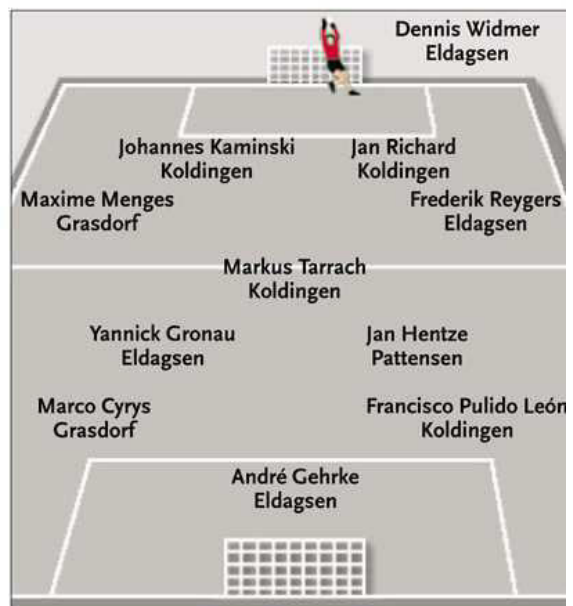 Dennis Widmer
Eldagsen
Johannes Kaminski
Koldingen
Jan Richard
Koldingen
Maxime Menges
Grasdorf
Frederik Reygers
Eldagsen
Markus Tarrach
Koldingen
Yannick Gronau
Eldagsen
Jan Hentze
Pattensen
Marco Cyrys
Grasdorf
Francisco Pulido León
Koldingen
André Gehrke
Eldagsen